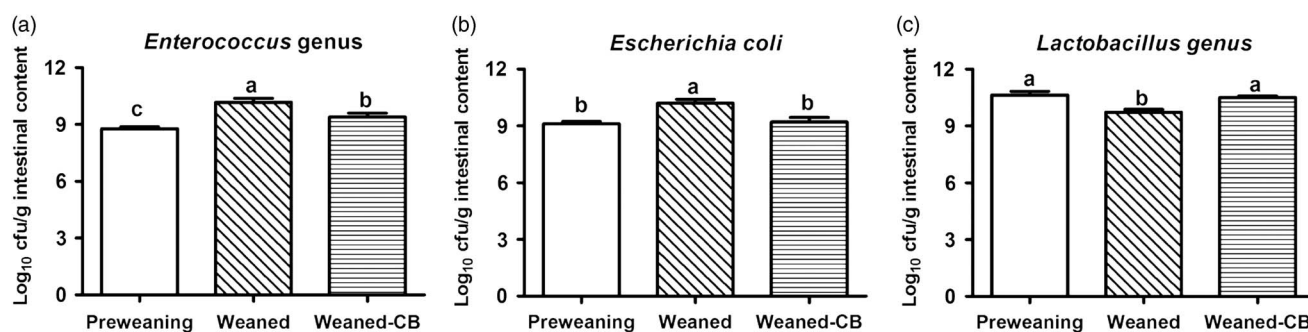 (a)
Enterococcus genus
Log10 cfu/g intestinal content
12
9
6
3
0
c
a
b
Preweaning Weaned Weaned-CB
(b)
Escherichia coli
Log10 cfu/g intestinal content
12
9
6
3
0
b
a
b
Preweaning Weaned Weaned-CB
(c)
Lactobacillus genus
Log10 cfu/g intestinal content
12
9
6
3
0
a
b
a
Preweaning Weaned Weaned-CB